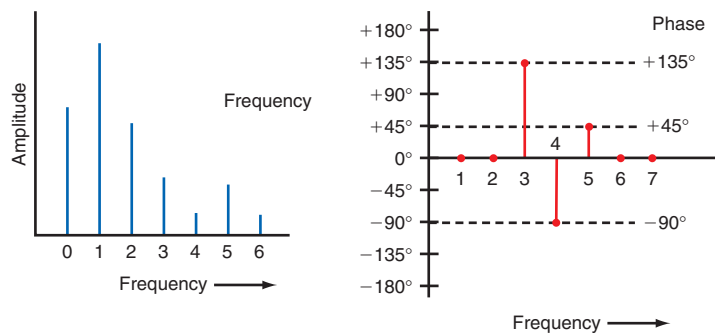 Amplitude
Frequency
0 1 2 3 4 5 6
Frequency
Phase
+180°
+135°
+90°
+45°
0°
−45°
−90°
−135°
−180°
+135°
+45°
−90°
4
1 2 3 5 6 7
Frequency